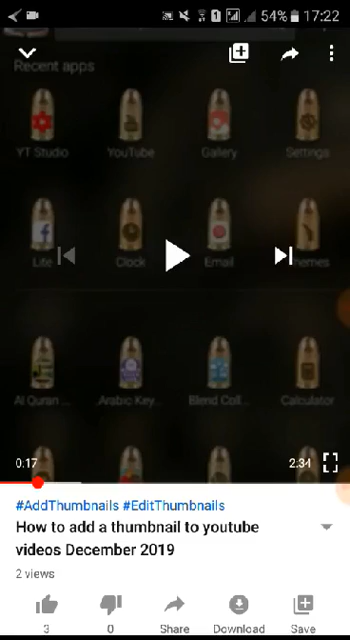 1 54% 17:22
Recent apps
YT Studio YouTube Gallery Settings
Lite Clock Email hemes
Al Quran ... Arabic Key.. Blend Coll... Calculator
0:17 2:34
#AddThumbnails #EditThumbnails
How to add a thumbnail to youtube
videos December 2019
2 views
3 0 Share Download Save